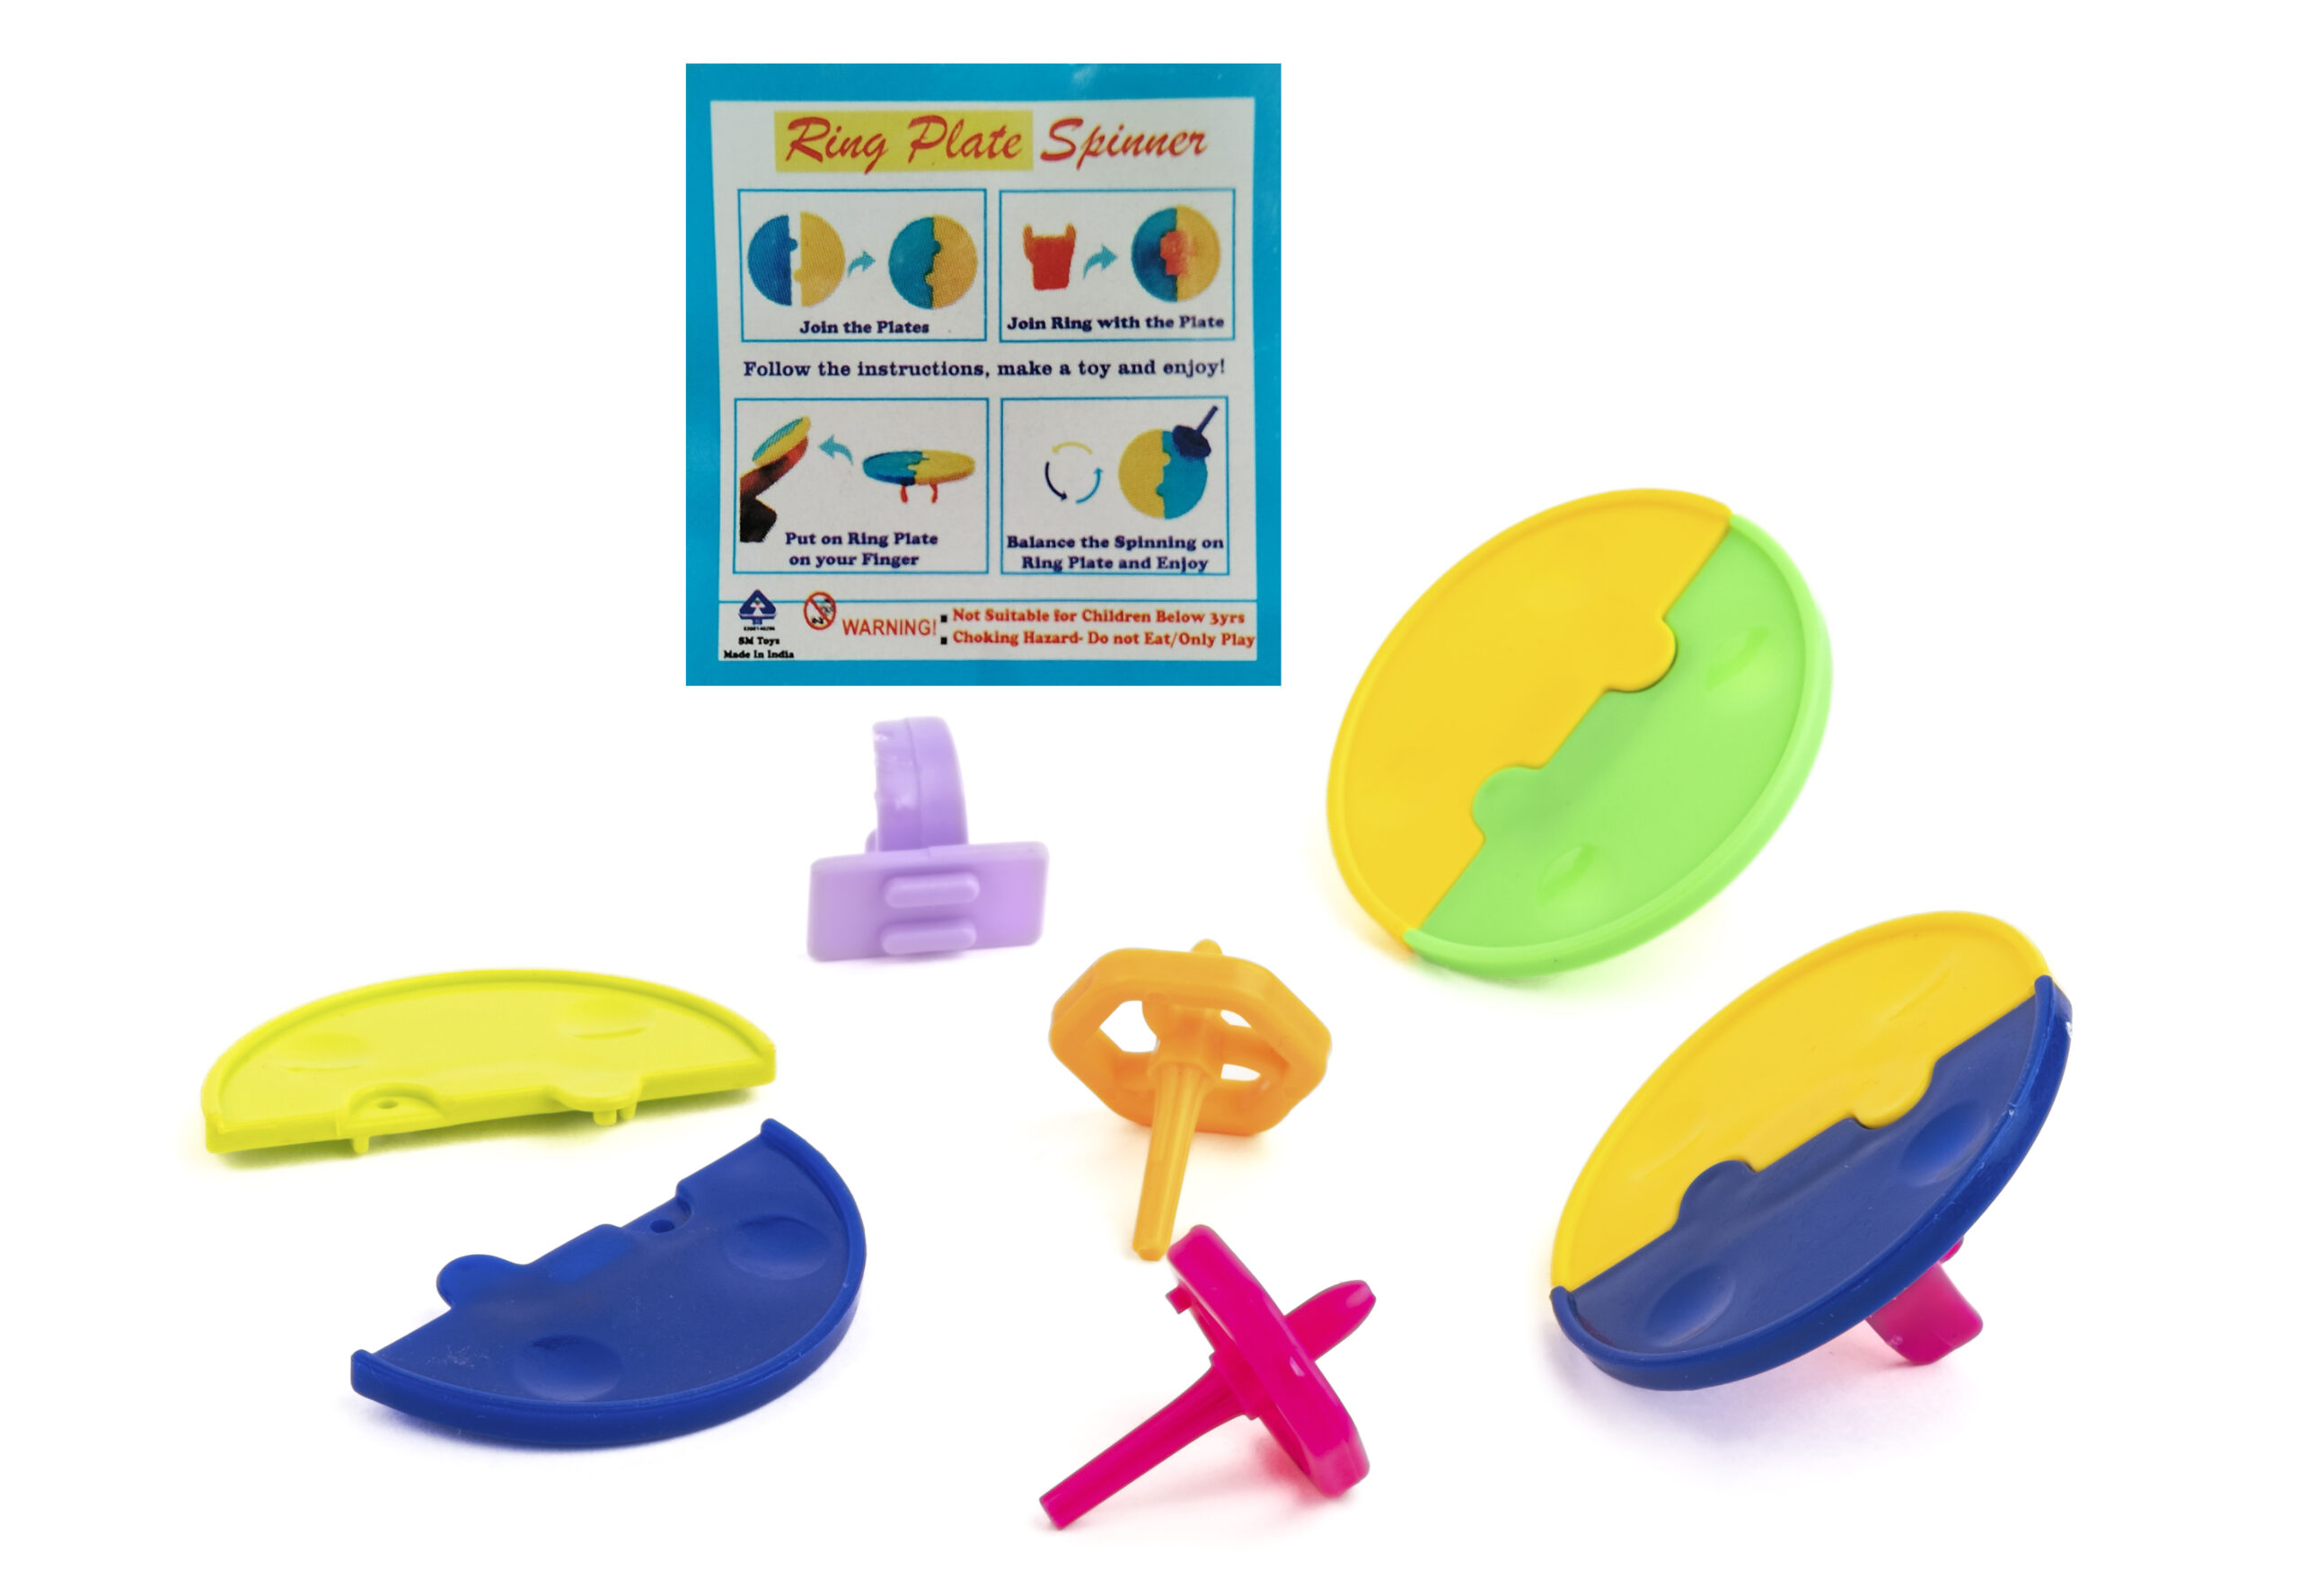 Ring Plate Spinner
Join the Plates
Join Ring with the Plate
Follow the instructions, make a toy and enjoy!
Put on Ring Plate
on your Finger
Balance the Spinning on
Ring Plate and Enjoy
SM Toys
Made In India
WARNING!
Not Suitable for Children Below 3yrs
Choking Hazard- Do not Eat/Only Play